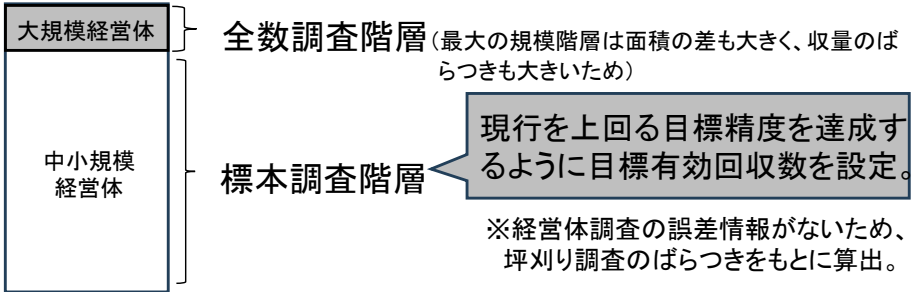 大規模経営体
全数調査階層(最大の規模階層は面積の差も大きく、収量のば
らつきも大きいため)
中小規模
経営体
標本調査階層
現行を上回る目標精度を達成す
るように目標有効回収数を設定。
※経営体調査の誤差情報がないため、
坪刈り調査のばらつきをもとに算出。